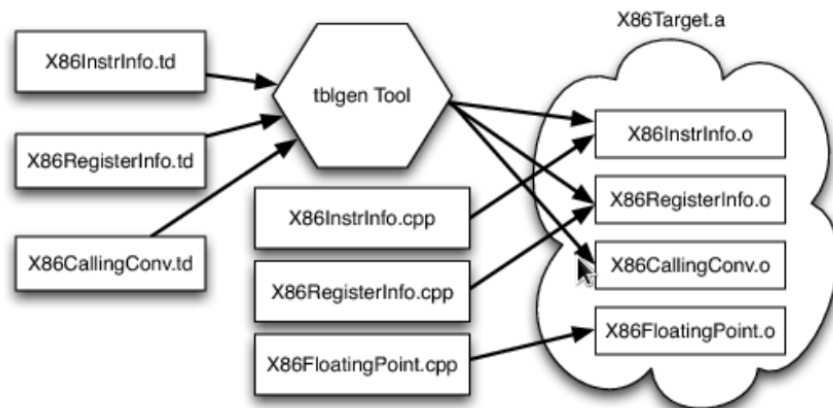 X86Target.a
X86InstrInfo.td
tblgen Tool
X86InstrInfo.o
X86RegisterInfo.td
X86RegisterInfo.o
X86InstrInfo.cpp
X86CallingConv.td
X86CallingConv.o
X86RegisterInfo.cpp
X86FloatingPoint.o
X86FloatingPoint.cpp